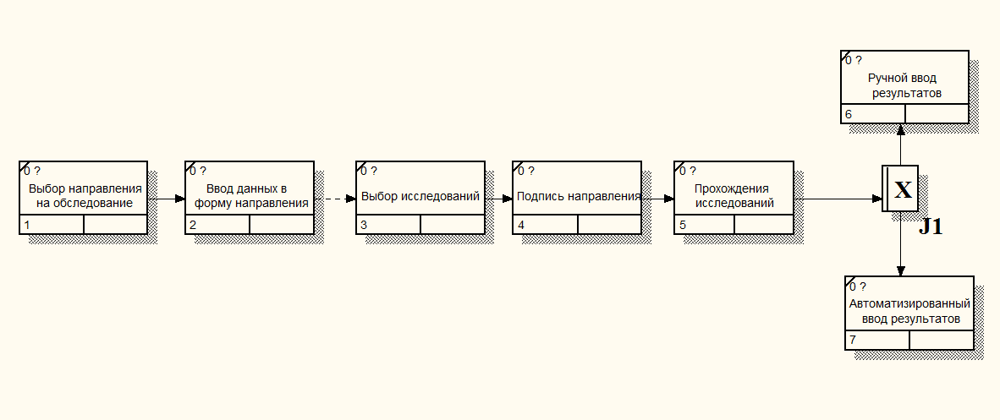 0 ?
Выбор направления
на обследование
1
0 ?
Ввод данных в
форму направления
2
0 ?
Выбор исследований
3
0 ?
Подпись направления
4
0 ?
Прохождения
исследований
5
X
J1
0 ?
Ручной ввод
результатов
6
0 ?
Автоматизированный
ввод результатов
7